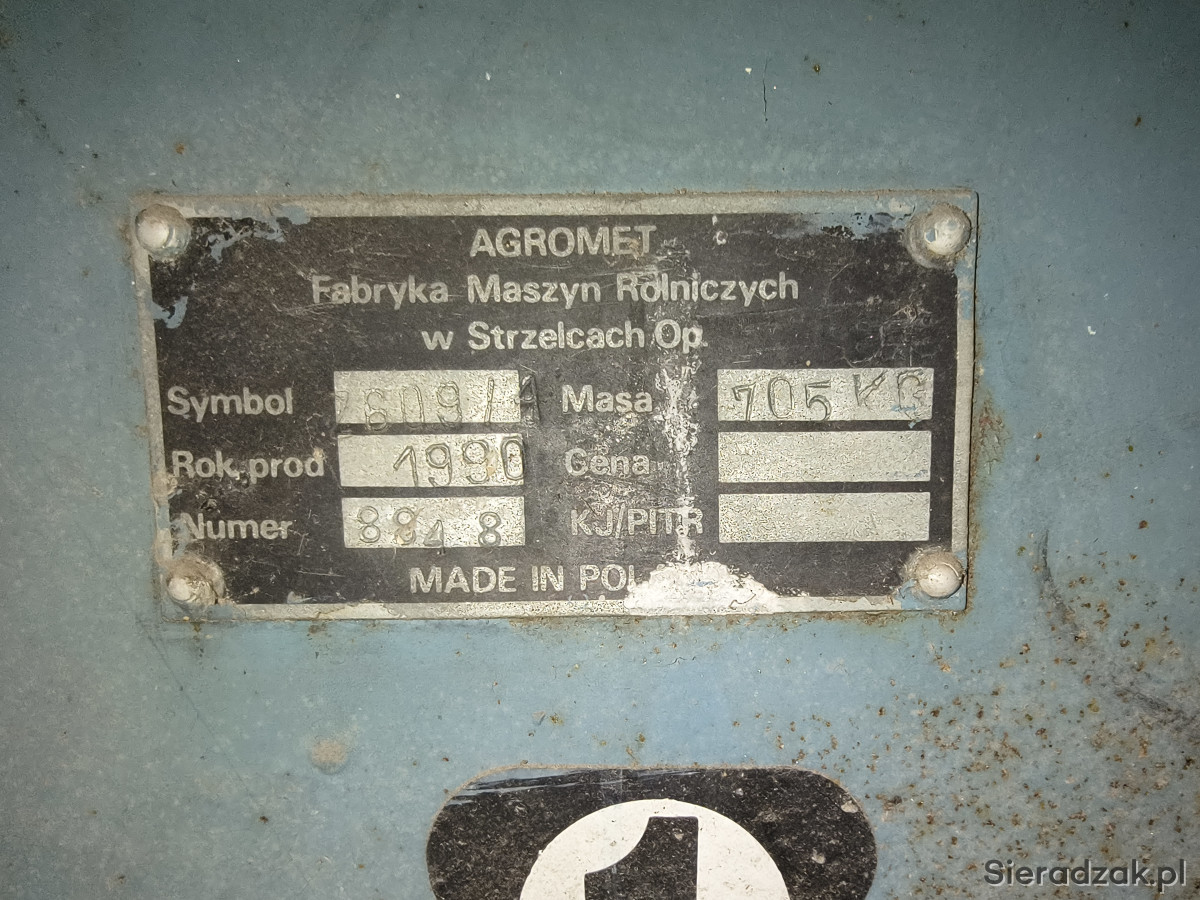 AGROMET
Fabryka Maszyn Rolniczych
w Strzelcach Op.
Symbol Z609/1 Masa 705 KG
Rok.prod 1990 Cena
Numer 8848 KJ/PITR
MADE IN
1
Sieradzak.pl